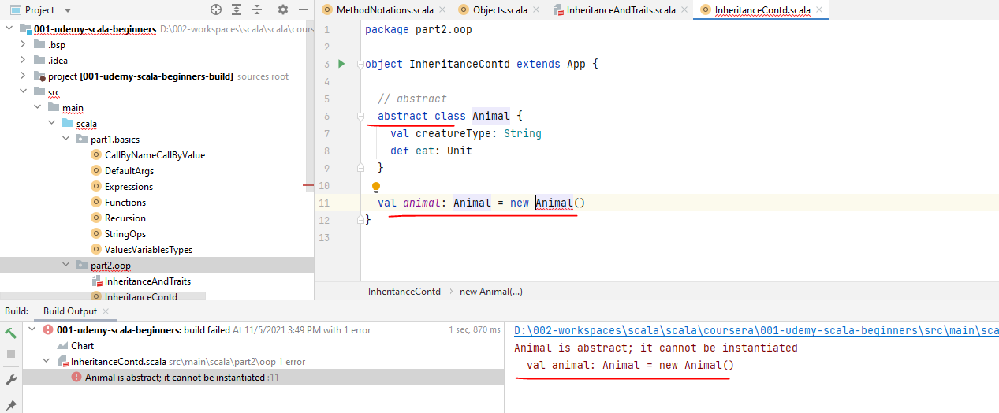 Project
001-udemy-scala-beginners D:\002-workspaces\scala\scala\cours
.bsp
.idea
project [001-udemy-scala-beginners-build] sources root
src
main
scala
part1.basics
CallByNameCallByValue
DefaultArgs
Expressions
Functions
Recursion
StringOps
ValuesVariablesTypes
part2.oop
InheritanceAndTraits
InheritanceContd
MethodNotations.scala Objects.scala InheritanceAndTraits.scala InheritanceContd.scala
1 package part2.oop
2
3 object InheritanceContd extends App {
4
5 // abstract
6 abstract class Animal {
7 val creatureType: String
8 def eat: Unit
9 }
10
11 val animal: Animal = new Animal()
12 }
13
InheritanceContd › new Animal(...)
Build: Build Output
001-udemy-scala-beginners: build failed At 11/5/2021 3:49 PM with 1 error 1 sec, 870 ms
Chart
InheritanceContd.scala src\main\scala\part2\oop 1 error
Animal is abstract; it cannot be instantiated :11
D:\002-workspaces\scala\scala\coursera\001-udemy-scala-beginners\src\main\sca
Animal is abstract; it cannot be instantiated
val animal: Animal = new Animal()